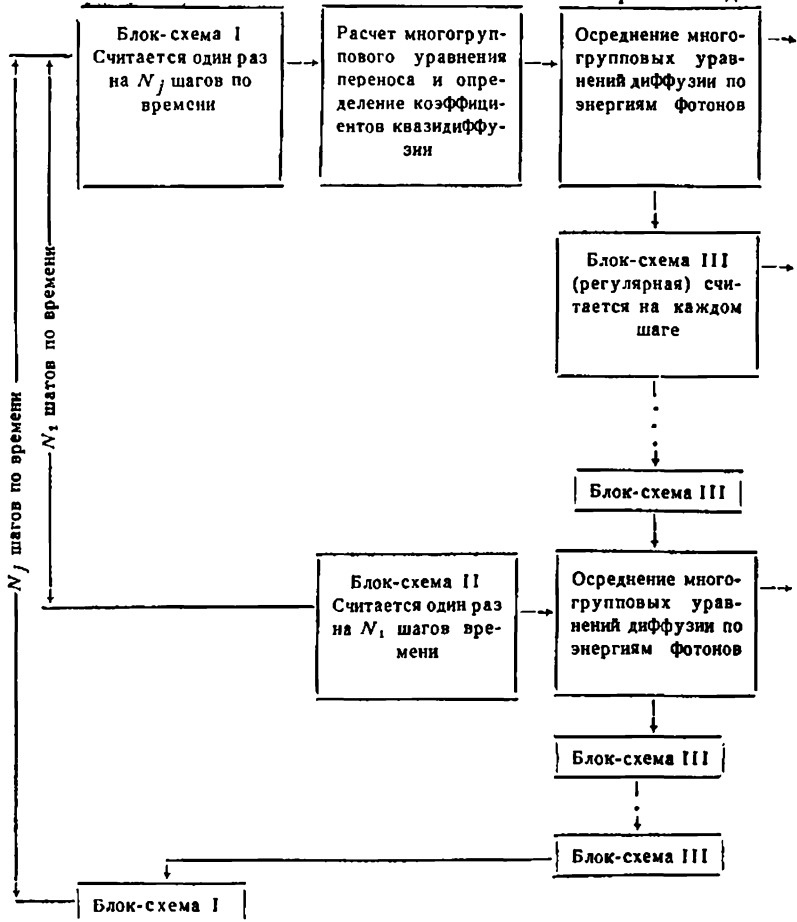 Блок-схема I
Считается один раз
на N_j шагов по
времени
Расчет многогруп-
пового уравнения
переноса и опре-
деление коэффици-
ентов квазидиффу-
зии
Осреднение много-
групповых урав-
нений диффузии по
энергиям фотонов
Блок-схема III
(регулярная) счи-
тается на каждом
шаге
N_j шагов по времени
N_1 шагов по времени
Блок-схема III
Блок-схема II
Считается один раз
на N_1 шагов вре-
мени
Осреднение много-
групповых урав-
нений диффузии по
энергиям фотонов
Блок-схема III
Блок-схема III
Блок-схема I